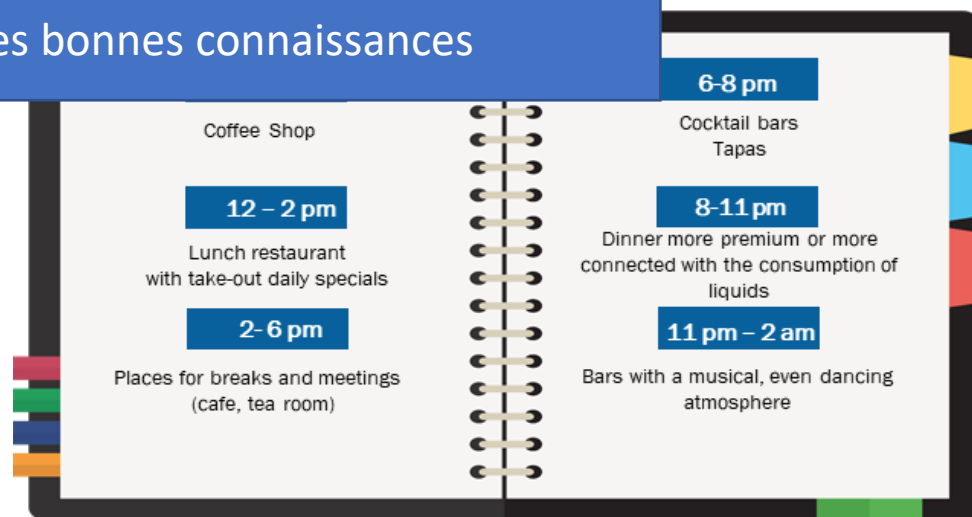 es bonnes connaissances
Coffee Shop
12 – 2 pm
Lunch restaurant
with take-out daily specials
2- 6 pm
Places for breaks and meetings
(cafe, tea room)
6-8 pm
Cocktail bars
Tapas
8-11 pm
Dinner more premium or more
connected with the consumption of
liquids
11 pm – 2 am
Bars with a musical, even dancing
atmosphere